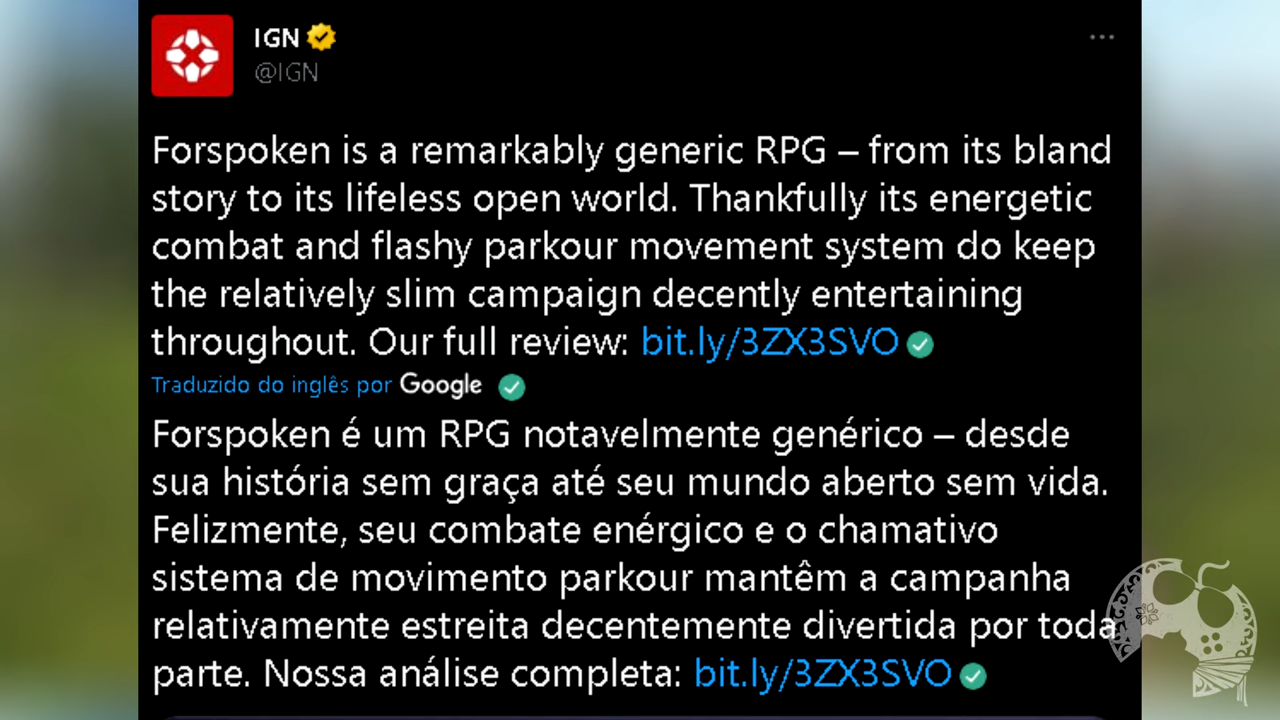 IGN
@IGN
Forspoken is a remarkably generic RPG – from its bland
story to its lifeless open world. Thankfully its energetic
combat and flashy parkour movement system do keep
the relatively slim campaign decently entertaining
throughout. Our full review: bit.ly/3ZX3SVO
Traduzido do inglês por Google
Forspoken é um RPG notavelmente genérico – desde
sua história sem graça até seu mundo aberto sem vida.
Felizmente, seu combate enérgico e o chamativo
sistema de movimento parkour mantêm a campanha
relativamente estreita decentemente divertida por toda
parte. Nossa análise completa: bit.ly/3ZX3SVO